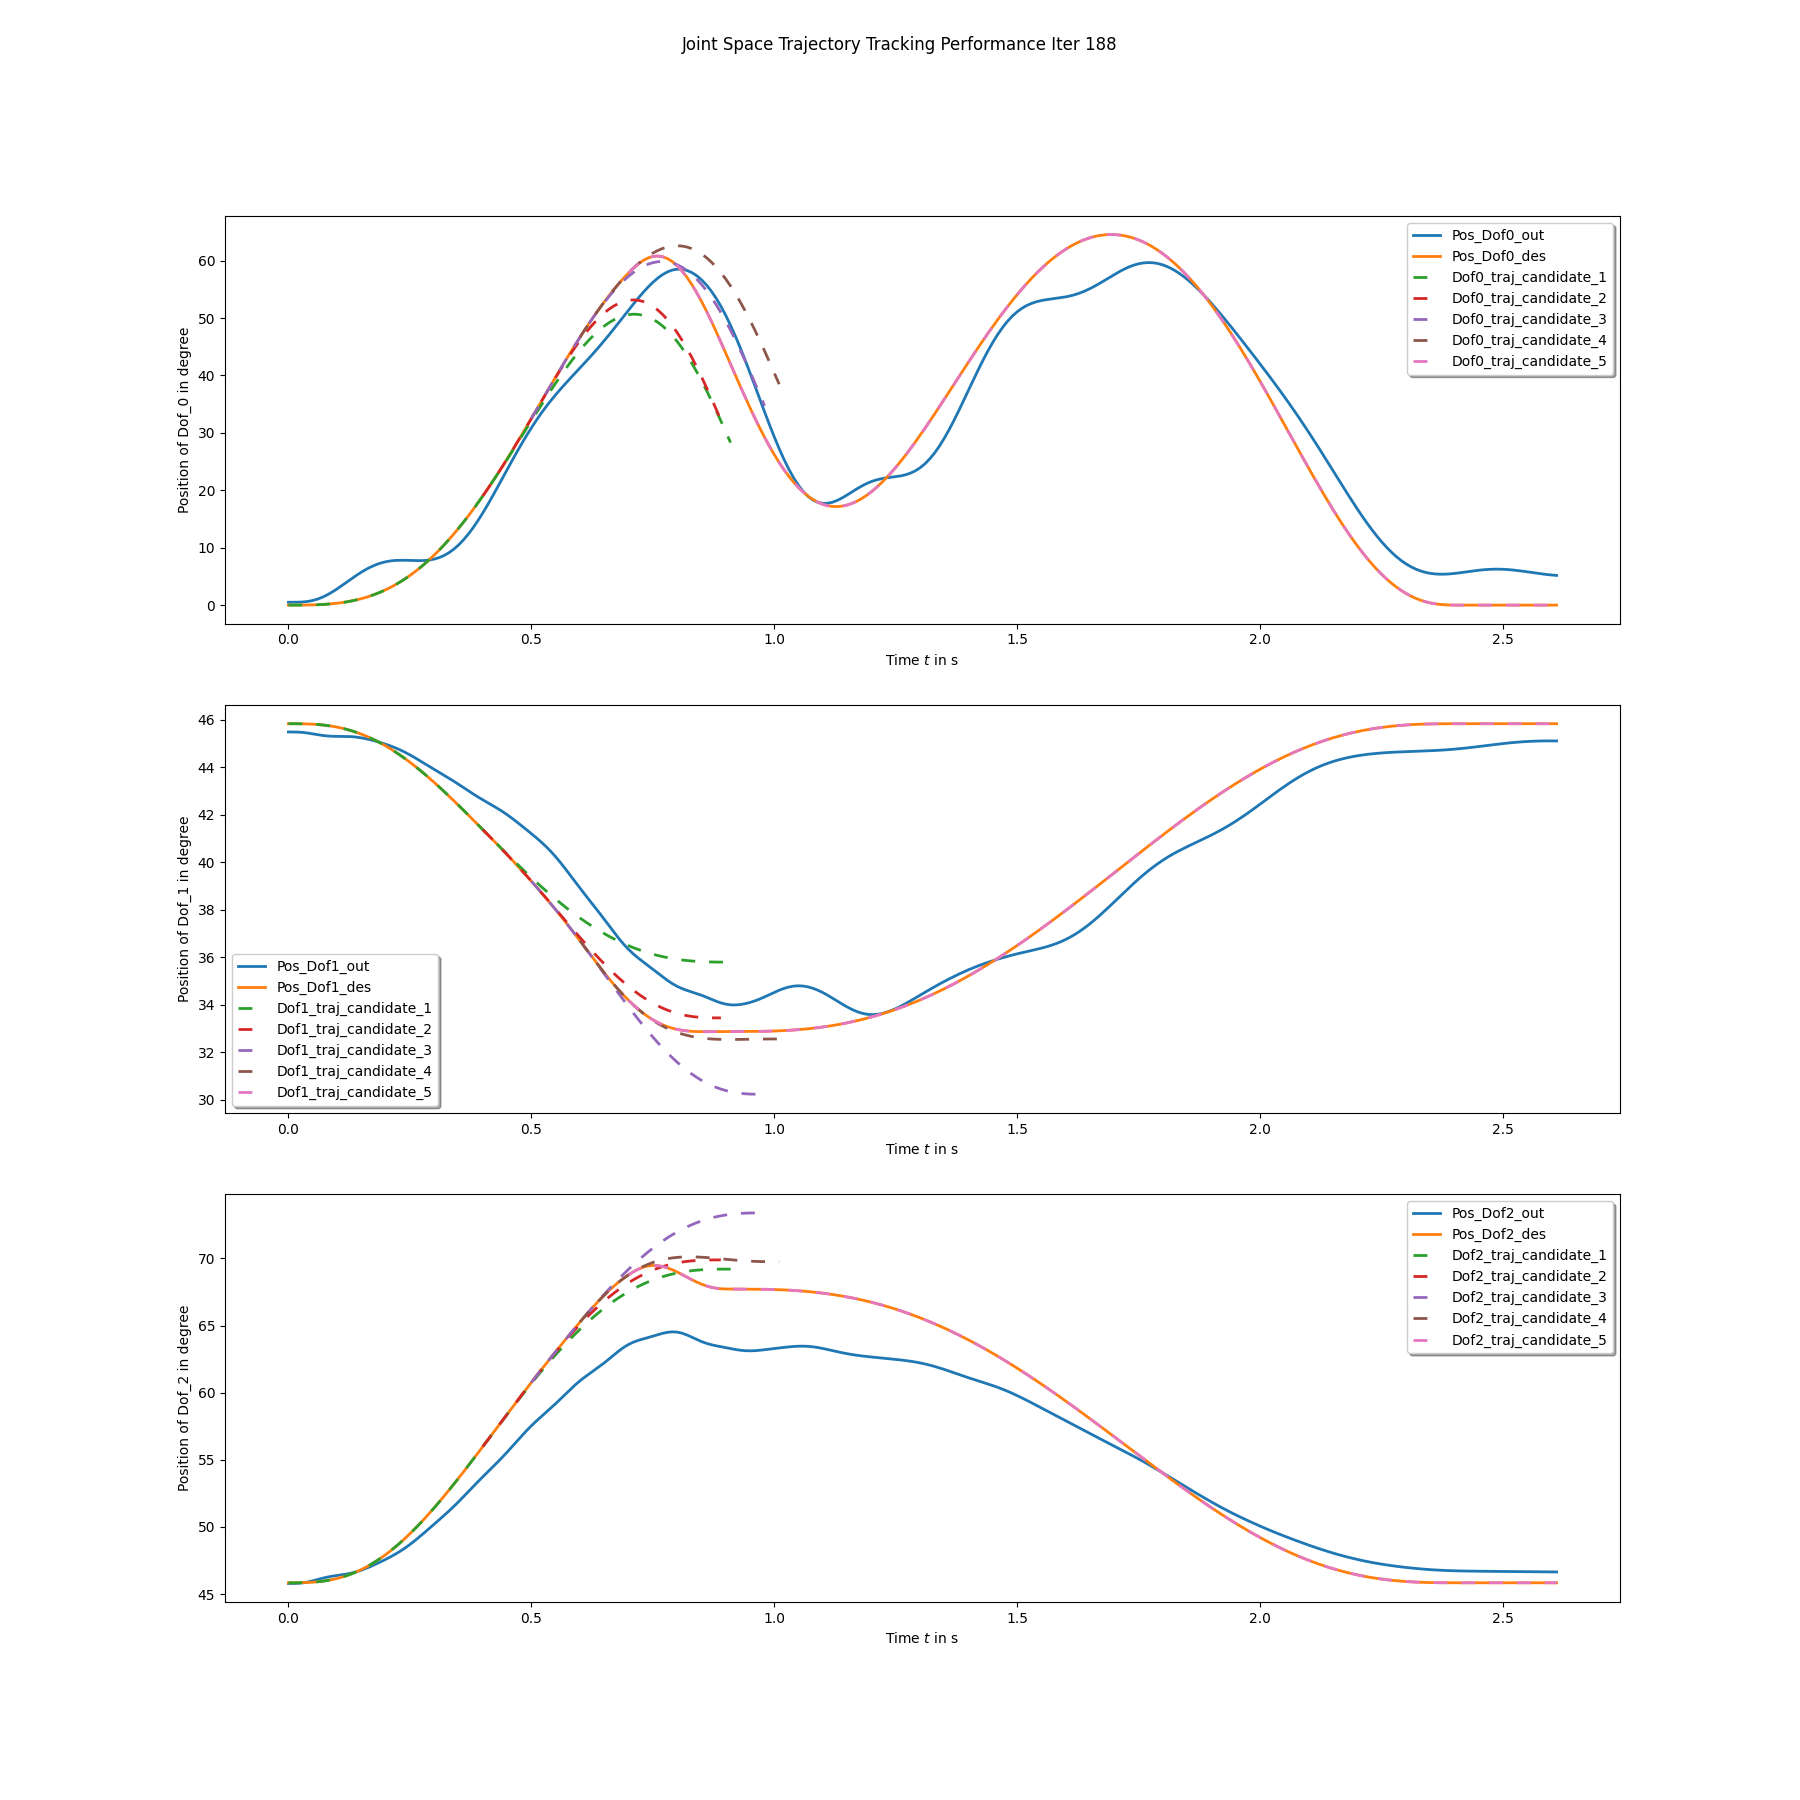 Joint Space Trajectory Tracking Performance Iter 188
Position of Dof_0 in degree
60
50
40
30
20
10
0
0.0 0.5 1.0 1.5 2.0 2.5
Time t in s
Pos_Dof0_out
Pos_Dof0_des
Dof0_traj_candidate_1
Dof0_traj_candidate_2
Dof0_traj_candidate_3
Dof0_traj_candidate_4
Dof0_traj_candidate_5
Position of Dof_1 in degree
46
44
42
40
38
36
34
32
30
0.0 0.5 1.0 1.5 2.0 2.5
Time t in s
Pos_Dof1_out
Pos_Dof1_des
Dof1_traj_candidate_1
Dof1_traj_candidate_2
Dof1_traj_candidate_3
Dof1_traj_candidate_4
Dof1_traj_candidate_5
Position of Dof_2 in degree
70
65
60
55
50
45
0.0 0.5 1.0 1.5 2.0 2.5
Time t in s
Pos_Dof2_out
Pos_Dof2_des
Dof2_traj_candidate_1
Dof2_traj_candidate_2
Dof2_traj_candidate_3
Dof2_traj_candidate_4
Dof2_traj_candidate_5